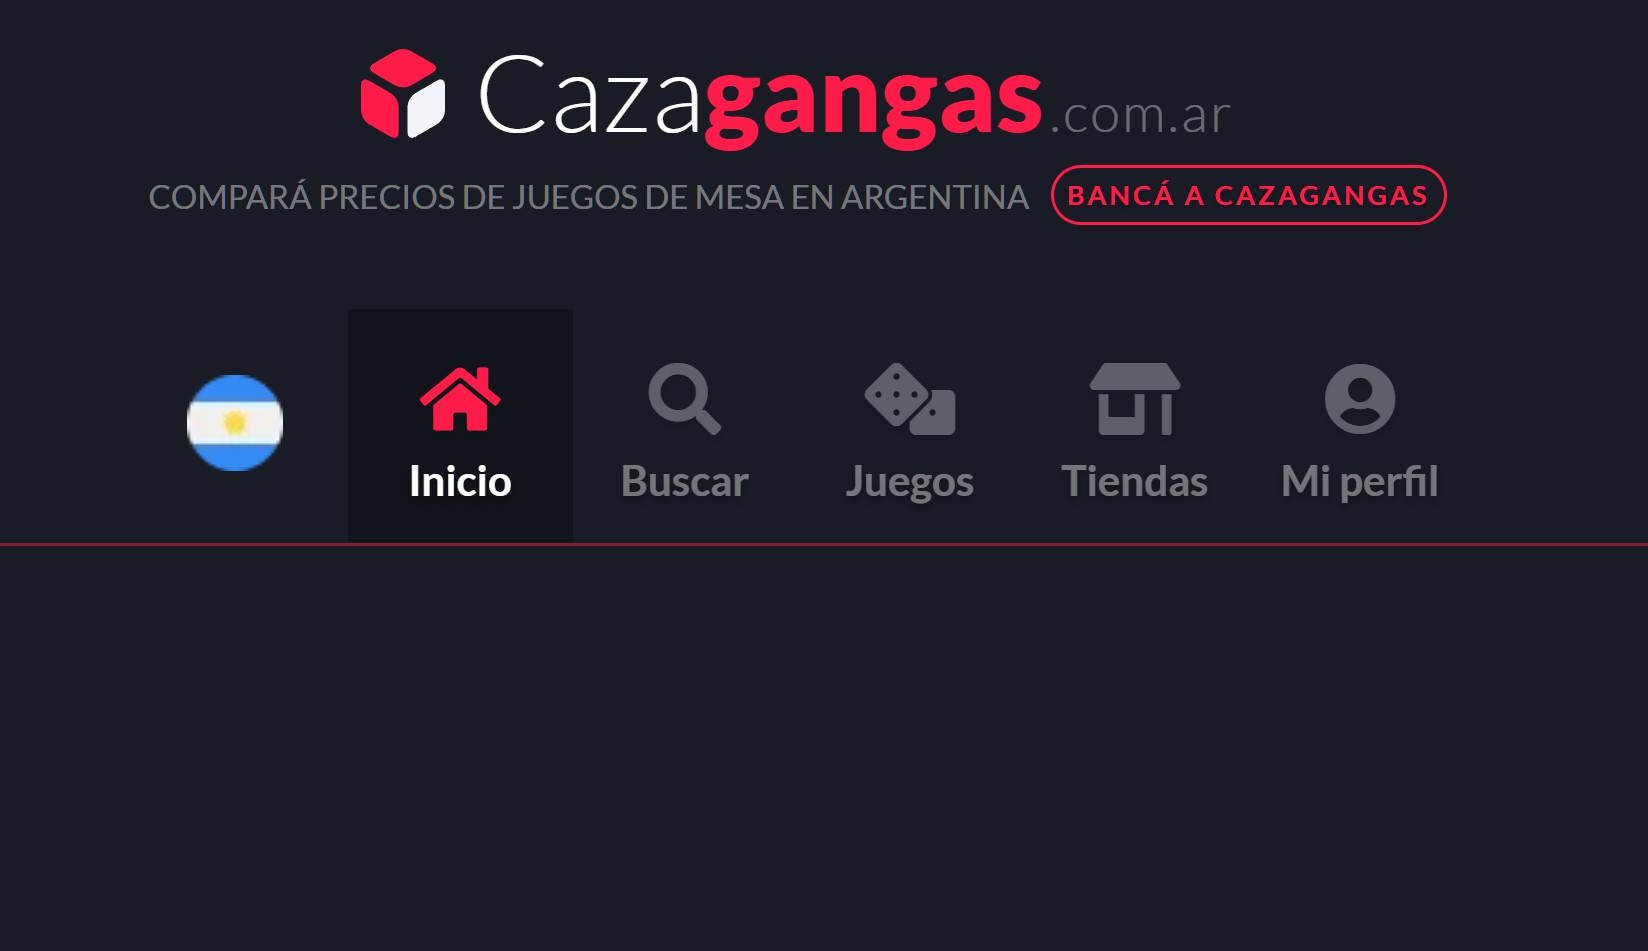 Cazagangas.com.ar
COMPARÁ PRECIOS DE JUEGOS DE MESA EN ARGENTINA BANCÁ A CAZAGANGAS
Inicio Buscar Juegos Tiendas Mi perfil